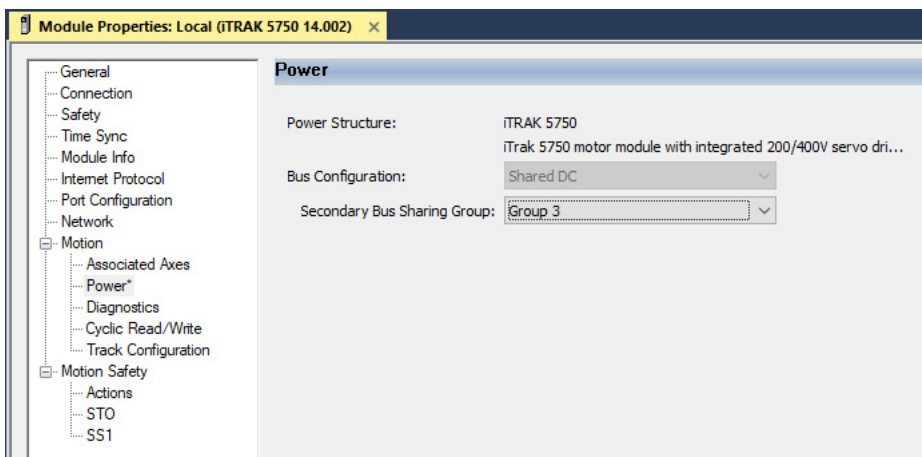 Module Properties: Local (iTRAK 5750 14.002) ×
General
Connection
Safety
Time Sync
Module Info
Internet Protocol
Port Configuration
Network
Motion
Associated Axes
Power*
Diagnostics
Cyclic Read/Write
Track Configuration
Motion Safety
Actions
STO
SS1
Power
Power Structure: iTRAK 5750
iTrak 5750 motor module with integrated 200/400V servo dri...
Bus Configuration: Shared DC
Secondary Bus Sharing Group: Group 3